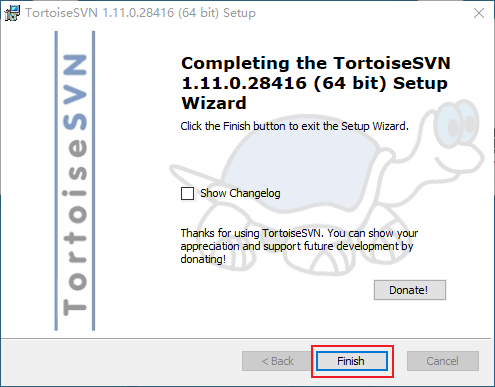 TortoiseSVN 1.11.0.28416 (64 bit) Setup
TortoiseSVN
Completing the TortoiseSVN
1.11.0.28416 (64 bit) Setup
Wizard
Click the Finish button to exit the Setup Wizard.
Show Changelog
Thanks for using TortoiseSVN. You can show your
appreciation and support future development by
donating!
Donate!
< Back
Finish
Cancel